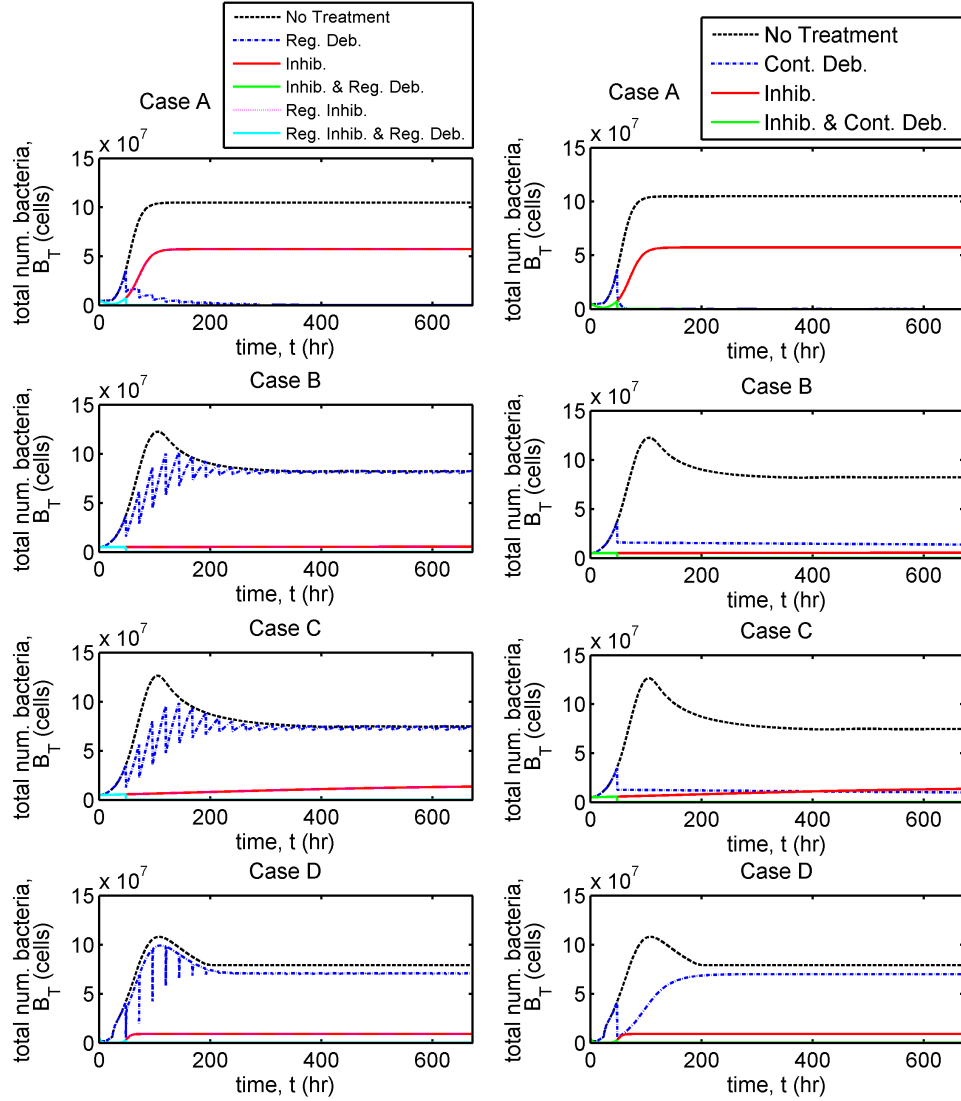 No Treatment
Reg. Deb.
Inhib.
Inhib. & Reg. Deb.
Reg. Inhib.
Reg. Inhib. & Reg. Deb.
Case A
x 10^7
15
10
5
0
0 200 400 600
total num. bacteria,
B_T (cells)
time, t (hr)
Case B
x 10^7
15
10
5
0
0 200 400 600
total num. bacteria,
B_T (cells)
time, t (hr)
Case C
x 10^7
15
10
5
0
0 200 400 600
total num. bacteria,
B_T (cells)
time, t (hr)
Case D
x 10^7
15
10
5
0
0 200 400 600
total num. bacteria,
B_T (cells)
time, t (hr)
No Treatment
Cont. Deb.
Inhib.
Inhib. & Cont. Deb.
Case A
x 10^7
15
10
5
0
0 200 400 600
total num. bacteria,
B_T (cells)
time, t (hr)
Case B
x 10^7
15
10
5
0
0 200 400 600
total num. bacteria,
B_T (cells)
time, t (hr)
Case C
x 10^7
15
10
5
0
0 200 400 600
total num. bacteria,
B_T (cells)
time, t (hr)
Case D
x 10^7
15
10
5
0
0 200 400 600
total num. bacteria,
B_T (cells)
time, t (hr)